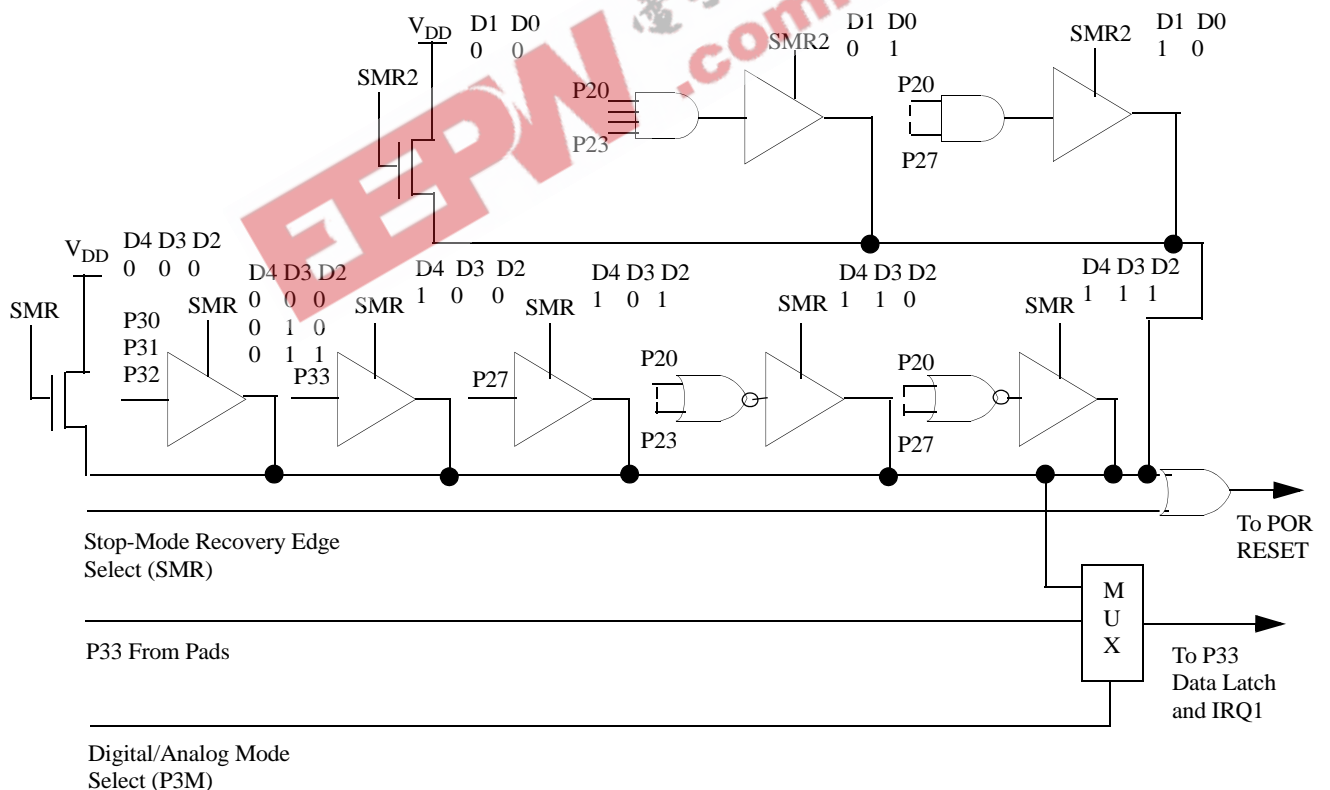 V_DD
D1 D0
0 0
SMR2
SMR2
D1 D0
0 1
SMR2
D1 D0
1 0
P20
P23
P20
P27
EEPW
.com
V_DD
D4 D3 D2
0 0 0
SMR
P30
P31
P32
SMR
D4 D3 D2
0 0 0
0 1 0
0 1 1
P33
SMR
D4 D3 D2
1 0 0
P27
SMR
D4 D3 D2
1 0 1
P20
P23
SMR
D4 D3 D2
1 1 0
P20
P27
SMR
D4 D3 D2
1 1 1
Stop-Mode Recovery Edge
Select (SMR)
To POR
RESET
P33 From Pads
M
U
X
To P33
Data Latch
and IRQ1
Digital/Analog Mode
Select (P3M)